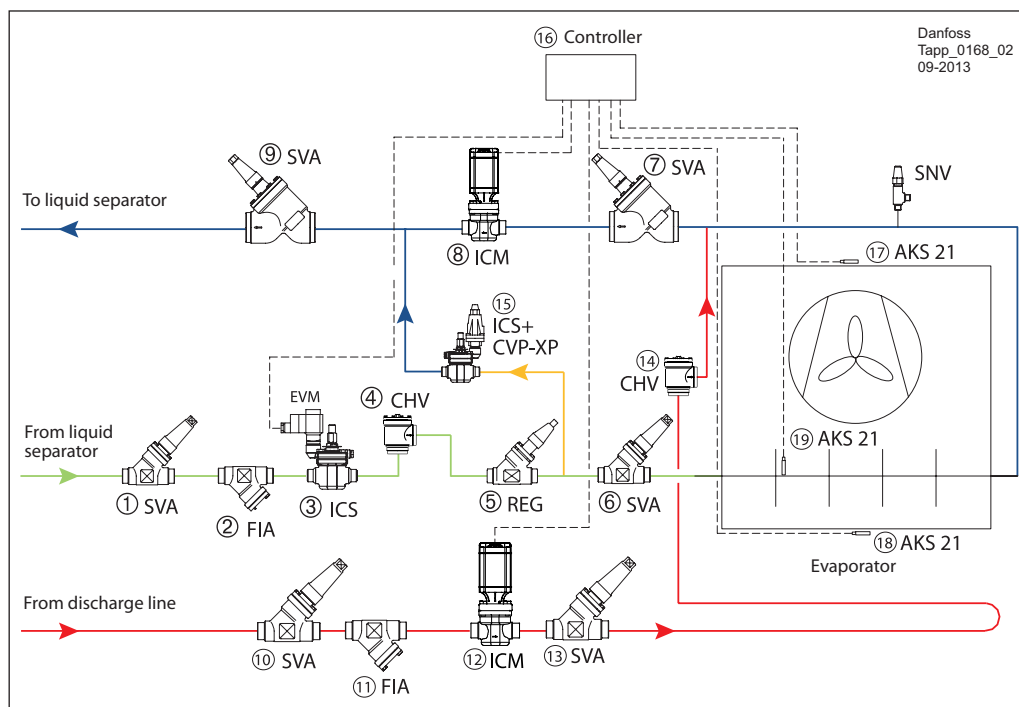 Danfoss
Tapp_0168_02
09-2013
⑯ Controller
⑨ SVA
⑦ SVA
SNV
To liquid separator
⑧ ICM
⑰ AKS 21
⑮
ICS+
CVP-XP
⑭
CHV
EVM
④ CHV
From liquid
separator
⑲ AKS 21
① SVA
② FIA
③ ICS
⑤ REG
⑥ SVA
⑱ AKS 21
Evaporator
From discharge line
⑩ SVA
⑪ FIA
⑫ ICM
⑬ SVA